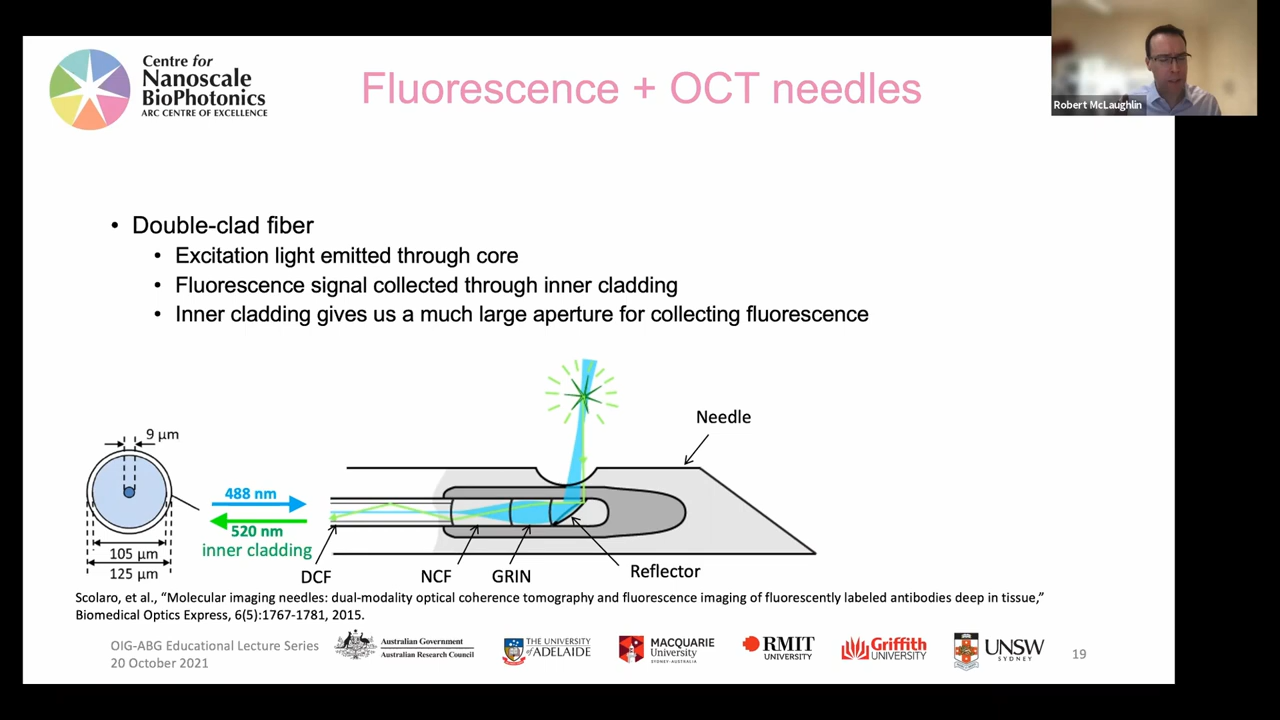 Centre for
Nanoscale
BioPhotonics
ARC CENTRE OF EXCELLENCE
Fluorescence + OCT needles
Robert McLaughlin
• Double-clad fiber
• Excitation light emitted through core
• Fluorescence signal collected through inner cladding
• Inner cladding gives us a much large aperture for collecting fluorescence
9 µm
105 µm
125 µm
488 nm
520 nm
inner cladding
Needle
DCF
NCF
GRIN
Reflector
Scolaro, et al., “Molecular imaging needles: dual-modality optical coherence tomography and fluorescence imaging of fluorescently labeled antibodies deep in tissue,”
Biomedical Optics Express, 6(5):1767-1781, 2015.
OIG-ABG Educational Lecture Series
20 October 2021
Australian Government
Australian Research Council
THE UNIVERSITY
of ADELAIDE
MACQUARIE
University
SYDNEY·AUSTRALIA
RMIT
UNIVERSITY
Griffith
UNIVERSITY
UNSW
SYDNEY
19